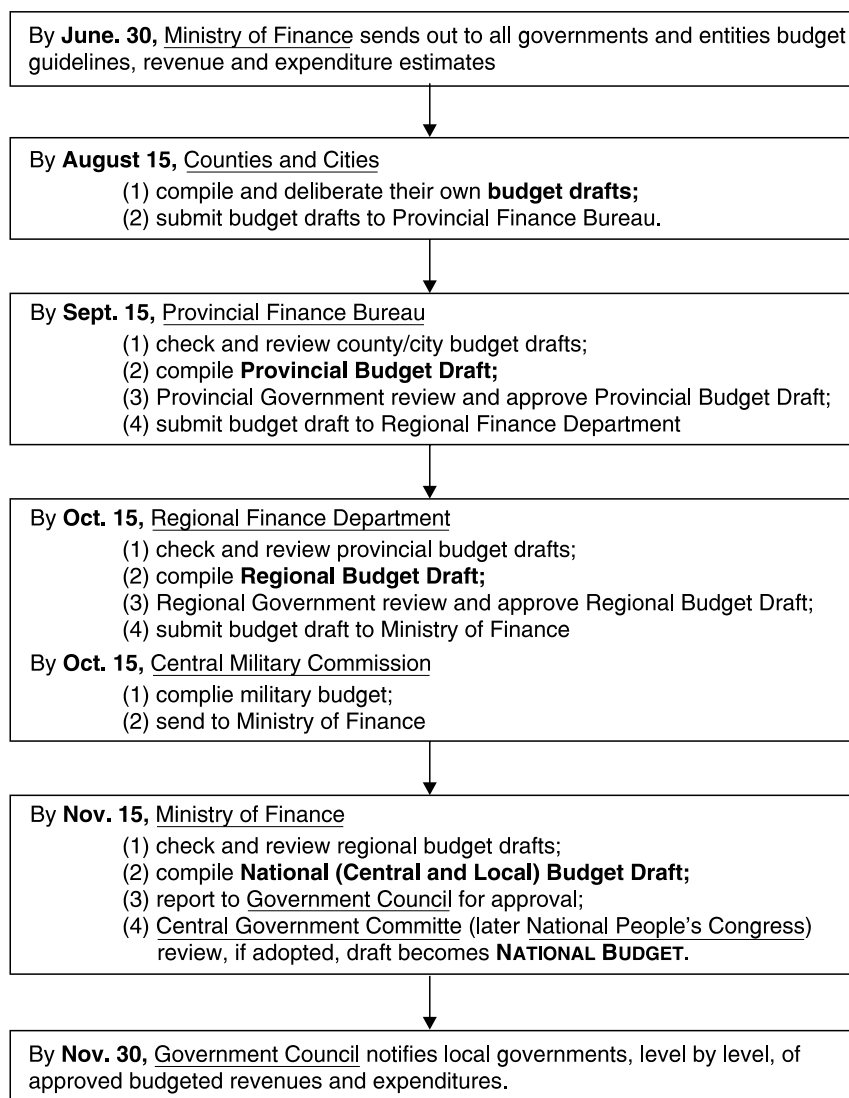 By June. 30, Ministry of Finance sends out to all governments and entities budget
guidelines, revenue and expenditure estimates
By August 15, Counties and Cities
(1) compile and deliberate their own budget drafts;
(2) submit budget drafts to Provincial Finance Bureau.
By Sept. 15, Provincial Finance Bureau
(1) check and review county/city budget drafts;
(2) compile Provincial Budget Draft;
(3) Provincial Government review and approve Provincial Budget Draft;
(4) submit budget draft to Regional Finance Department
By Oct. 15, Regional Finance Department
(1) check and review provincial budget drafts;
(2) compile Regional Budget Draft;
(3) Regional Government review and approve Regional Budget Draft;
(4) submit budget draft to Ministry of Finance
By Oct. 15, Central Military Commission
(1) complie military budget;
(2) send to Ministry of Finance
By Nov. 15, Ministry of Finance
(1) check and review regional budget drafts;
(2) compile National (Central and Local) Budget Draft;
(3) report to Government Council for approval;
(4) Central Government Committe (later National People's Congress)
review, if adopted, draft becomes NATIONAL BUDGET.
By Nov. 30, Government Council notifies local governments, level by level, of
approved budgeted revenues and expenditures.